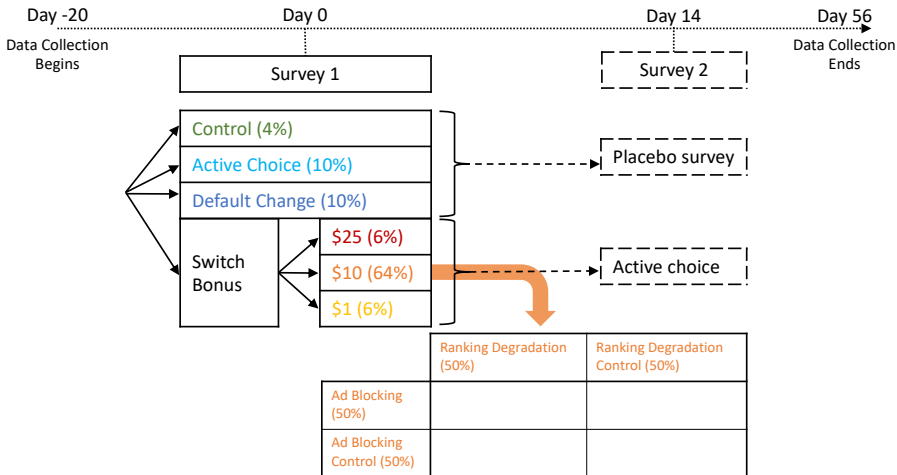 Day -20
Day 0
Day 14
Day 56
Data Collection
Begins
Data Collection
Ends
Survey 1
Survey 2
Control (4%)
Active Choice (10%)
Default Change (10%)
Placebo survey
Switch
Bonus
$25 (6%)
$10 (64%)
$1 (6%)
Active choice
Ranking Degradation
(50%)
Ranking Degradation
Control (50%)
Ad Blocking
(50%)
Ad Blocking
Control (50%)